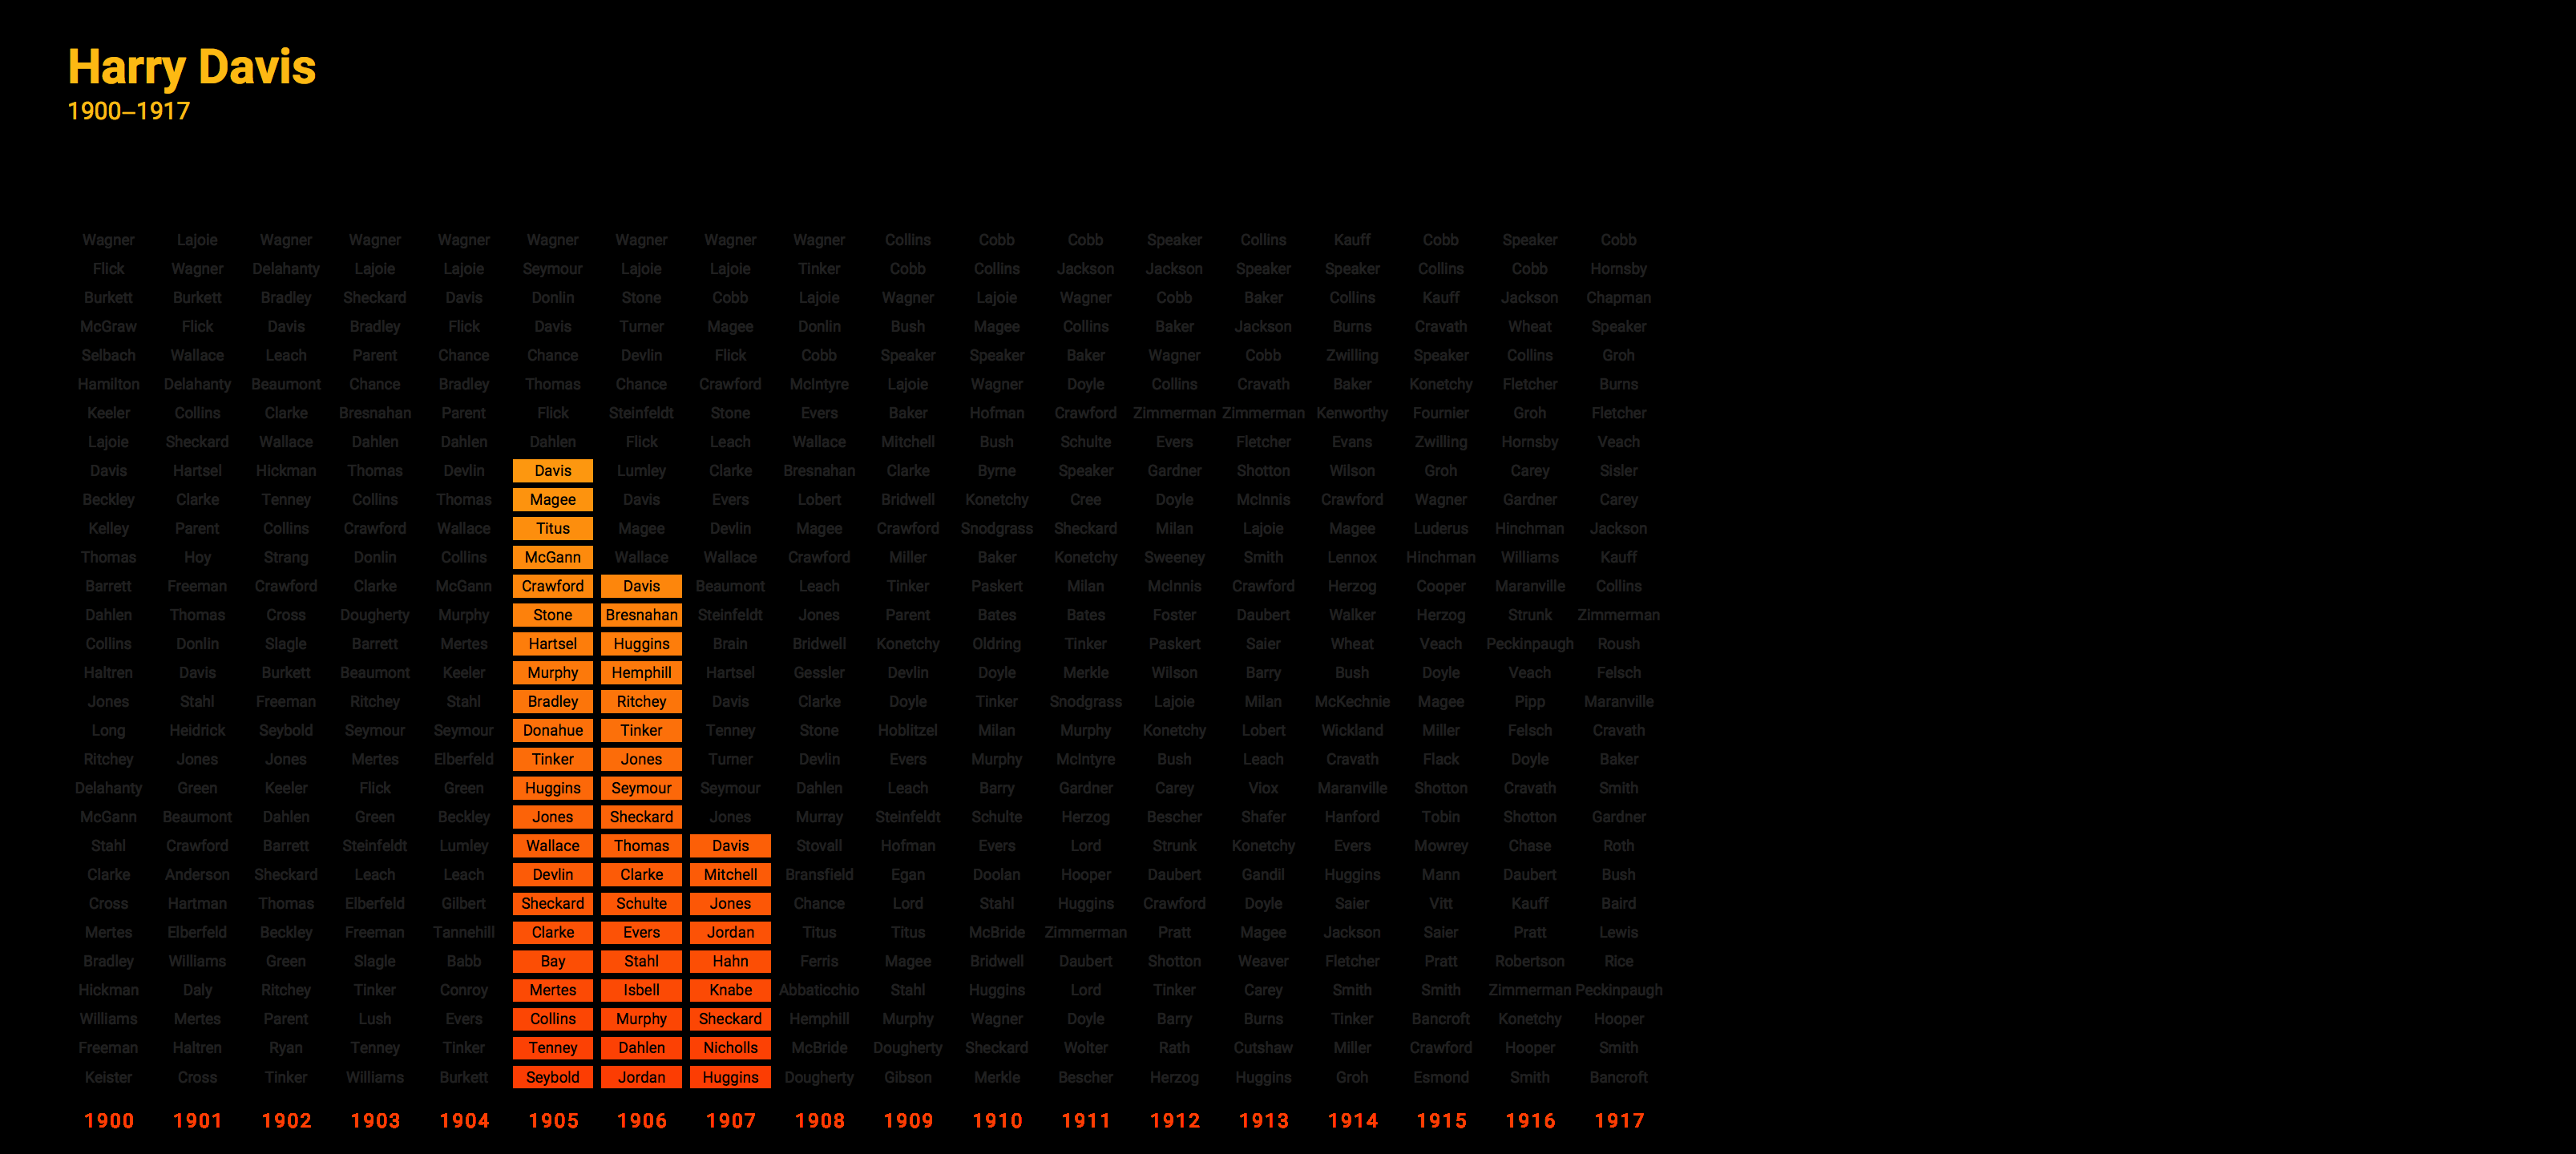 Harry Davis
1900–1917
Wagner Lajoie Wagner Wagner Wagner Wagner Wagner Wagner Wagner Collins Cobb Cobb Speaker Collins Kauff Cobb Speaker Cobb
Flick Wagner Delahanty Lajoie Lajoie Seymour Lajoie Lajoie Tinker Cobb Collins Jackson Jackson Speaker Speaker Collins Cobb Hornsby
Burkett Burkett Bradley Sheckard Davis Donlin Stone Cobb Lajoie Wagner Lajoie Wagner Cobb Baker Collins Kauff Jackson Chapman
McGraw Flick Davis Bradley Flick Davis Turner Magee Donlin Bush Magee Collins Baker Jackson Burns Cravath Wheat Speaker
Selbach Wallace Leach Parent Chance Chance Devlin Flick Cobb Speaker Speaker Baker Wagner Cobb Zwilling Speaker Collins Groh
Hamilton Delahanty Beaumont Chance Bradley Thomas Chance Crawford McIntyre Lajoie Wagner Doyle Collins Cravath Baker Konetchy Fletcher Burns
Keeler Collins Clarke Bresnahan Parent Flick Steinfeldt Stone Evers Baker Hofman Crawford Zimmerman Zimmerman Kenworthy Fournier Groh Fletcher
Lajoie Sheckard Wallace Dahlen Dahlen Dahlen Flick Leach Wallace Mitchell Bush Schulte Evers Fletcher Evans Zwilling Hornsby Veach
Davis Hartsel Hickman Thomas Devlin Davis Lumley Clarke Bresnahan Clarke Byrne Speaker Gardner Shotton Wilson Groh Carey Sisler
Beckley Clarke Tenney Collins Thomas Magee Davis Evers Lobert Bridwell Konetchy Cree Doyle McInnis Crawford Wagner Gardner Carey
Kelley Parent Collins Crawford Wallace Titus Magee Devlin Magee Crawford Snodgrass Sheckard Milan Lajoie Magee Luderus Hinchman Jackson
Thomas Hoy Strang Donlin Collins McGann Wallace Wallace Crawford Miller Baker Konetchy Sweeney Smith Lennox Hinchman Williams Kauff
Barrett Freeman Crawford Clarke McGann Crawford Davis Beaumont Leach Tinker Paskert Milan McInnis Crawford Herzog Cooper Maranville Collins
Dahlen Thomas Cross Dougherty Murphy Stone Bresnahan Steinfeldt Jones Parent Bates Bates Foster Daubert Walker Herzog Strunk Zimmerman
Collins Donlin Slagle Barrett Mertes Hartsel Huggins Brain Bridwell Konetchy Oldring Tinker Paskert Saier Wheat Veach Peckinpaugh Roush
Haltren Davis Burkett Beaumont Keeler Murphy Hemphill Hartsel Gessler Devlin Doyle Merkle Wilson Barry Bush Doyle Veach Felsch
Jones Stahl Freeman Ritchey Stahl Bradley Ritchey Davis Clarke Doyle Tinker Snodgrass Lajoie Milan McKechnie Magee Pipp Maranville
Long Heidrick Seybold Seymour Seymour Donahue Tinker Tenney Stone Hoblitzel Milan Murphy Konetchy Lobert Wickland Miller Felsch Cravath
Ritchey Jones Jones Mertes Elberfeld Tinker Jones Turner Devlin Evers Murphy McIntyre Bush Leach Cravath Flack Doyle Baker
Delahanty Green Keeler Flick Green Huggins Seymour Seymour Dahlen Leach Barry Gardner Carey Viox Maranville Shotton Cravath Smith
McGann Beaumont Dahlen Green Beckley Jones Sheckard Jones Murray Steinfeldt Schulte Herzog Bescher Shafer Hanford Tobin Shotton Gardner
Stahl Crawford Barrett Steinfeldt Lumley Wallace Thomas Davis Stovall Hofman Evers Lord Strunk Konetchy Evers Mowrey Chase Roth
Clarke Anderson Sheckard Leach Leach Devlin Clarke Mitchell Bransfield Egan Doolan Hooper Daubert Gandil Huggins Mann Daubert Bush
Cross Hartman Thomas Elberfeld Gilbert Sheckard Schulte Jones Chance Lord Stahl Huggins Crawford Doyle Saier Vitt Kauff Baird
Mertes Elberfeld Beckley Freeman Tannehill Clarke Evers Jordan Titus Titus McBride Zimmerman Pratt Magee Jackson Saier Pratt Lewis
Bradley Williams Green Slagle Babb Bay Stahl Hahn Ferris Magee Bridwell Daubert Shotton Weaver Fletcher Pratt Robertson Rice
Hickman Daly Ritchey Tinker Conroy Mertes Isbell Knabe Abbaticchio Stahl Huggins Lord Tinker Carey Smith Smith Zimmerman Peckinpaugh
Williams Mertes Parent Lush Evers Collins Murphy Sheckard Hemphill Murphy Wagner Doyle Barry Burns Tinker Bancroft Konetchy Hooper
Freeman Haltren Ryan Tenney Tinker Tenney Dahlen Nicholls McBride Dougherty Sheckard Wolter Rath Cutshaw Miller Crawford Hooper Smith
Keister Cross Tinker Williams Burkett Seybold Jordan Huggins Dougherty Gibson Merkle Bescher Herzog Huggins Groh Esmond Smith Bancroft
1900 1901 1902 1903 1904 1905 1906 1907 1908 1909 1910 1911 1912 1913 1914 1915 1916 1917